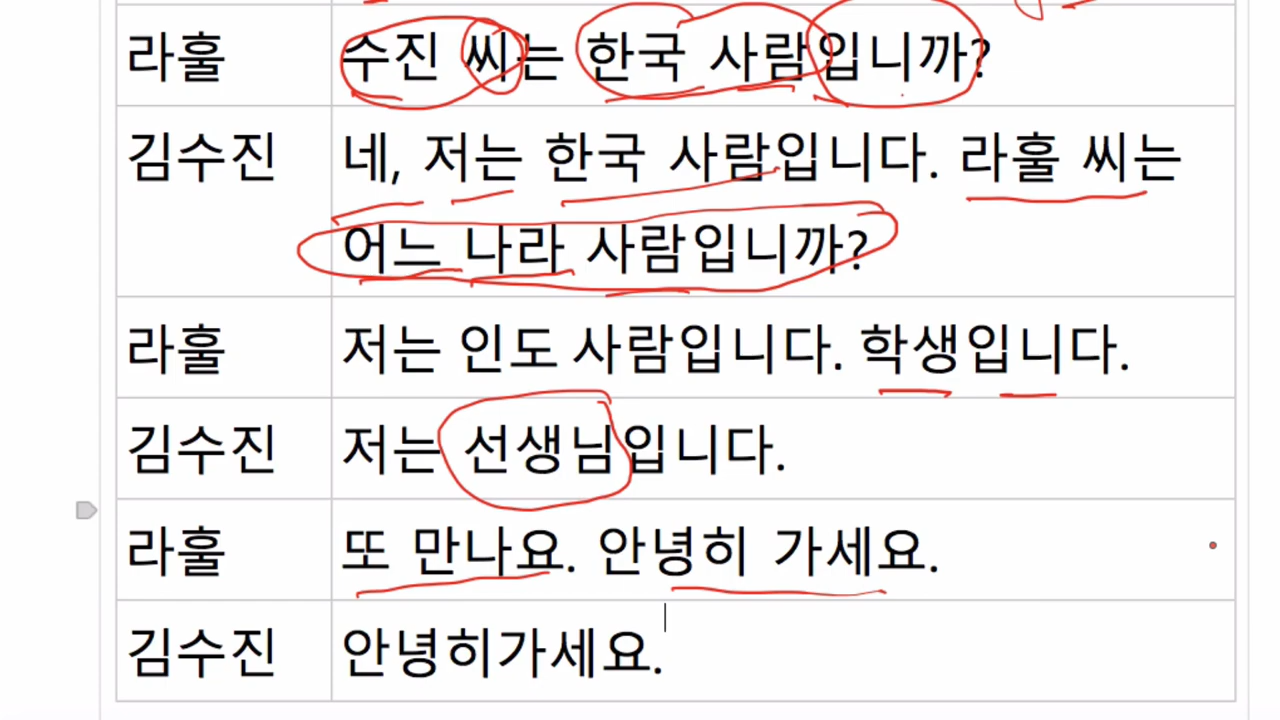 라훌 수진 씨는 한국 사람입니까?
김수진 네, 저는 한국 사람입니다. 라훌 씨는
어느 나라 사람입니까?
라훌 저는 인도 사람입니다. 학생입니다.
김수진 저는 선생님입니다.
라훌 또 만나요. 안녕히 가세요.
김수진 안녕히가세요.